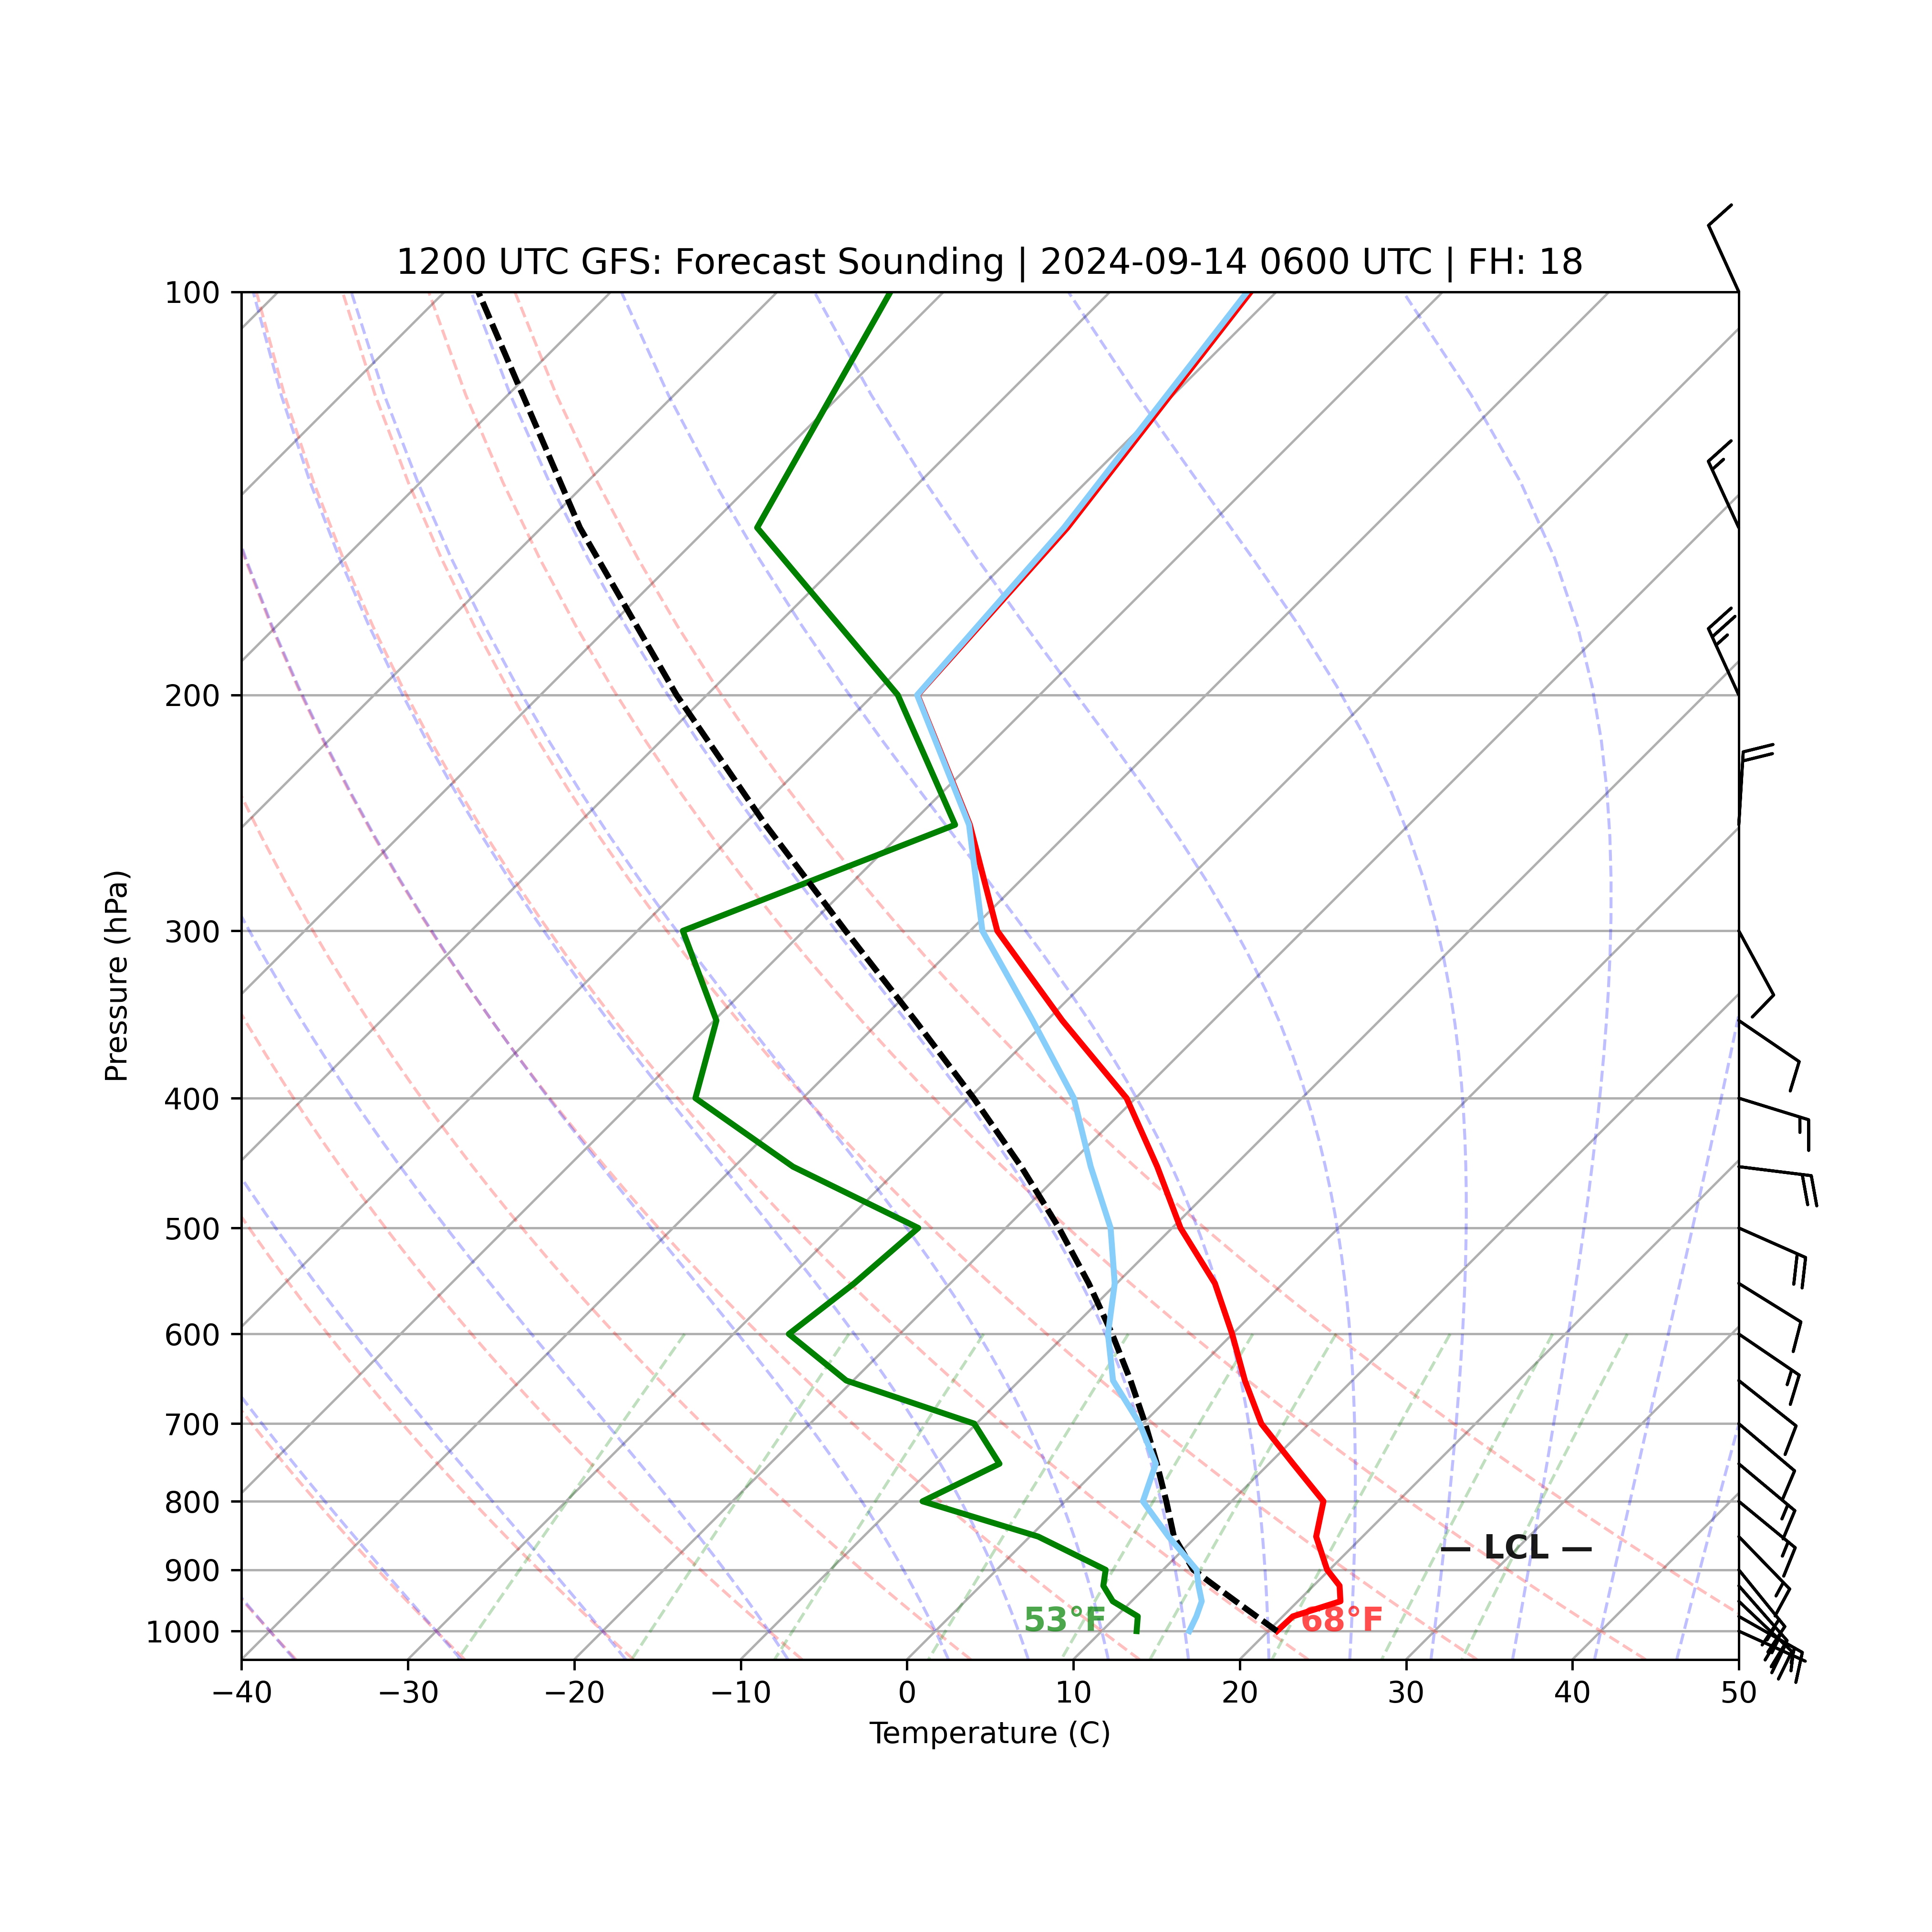 1200 UTC GFS: Forecast Sounding | 2024-09-14 0600 UTC | FH: 18
100
200
300
400
500
600
700
800
900
1000
Pressure (hPa)
— LCL —
53°F
68°F
−40 −30 −20 −10 0 10 20 30 40 50
Temperature (C)